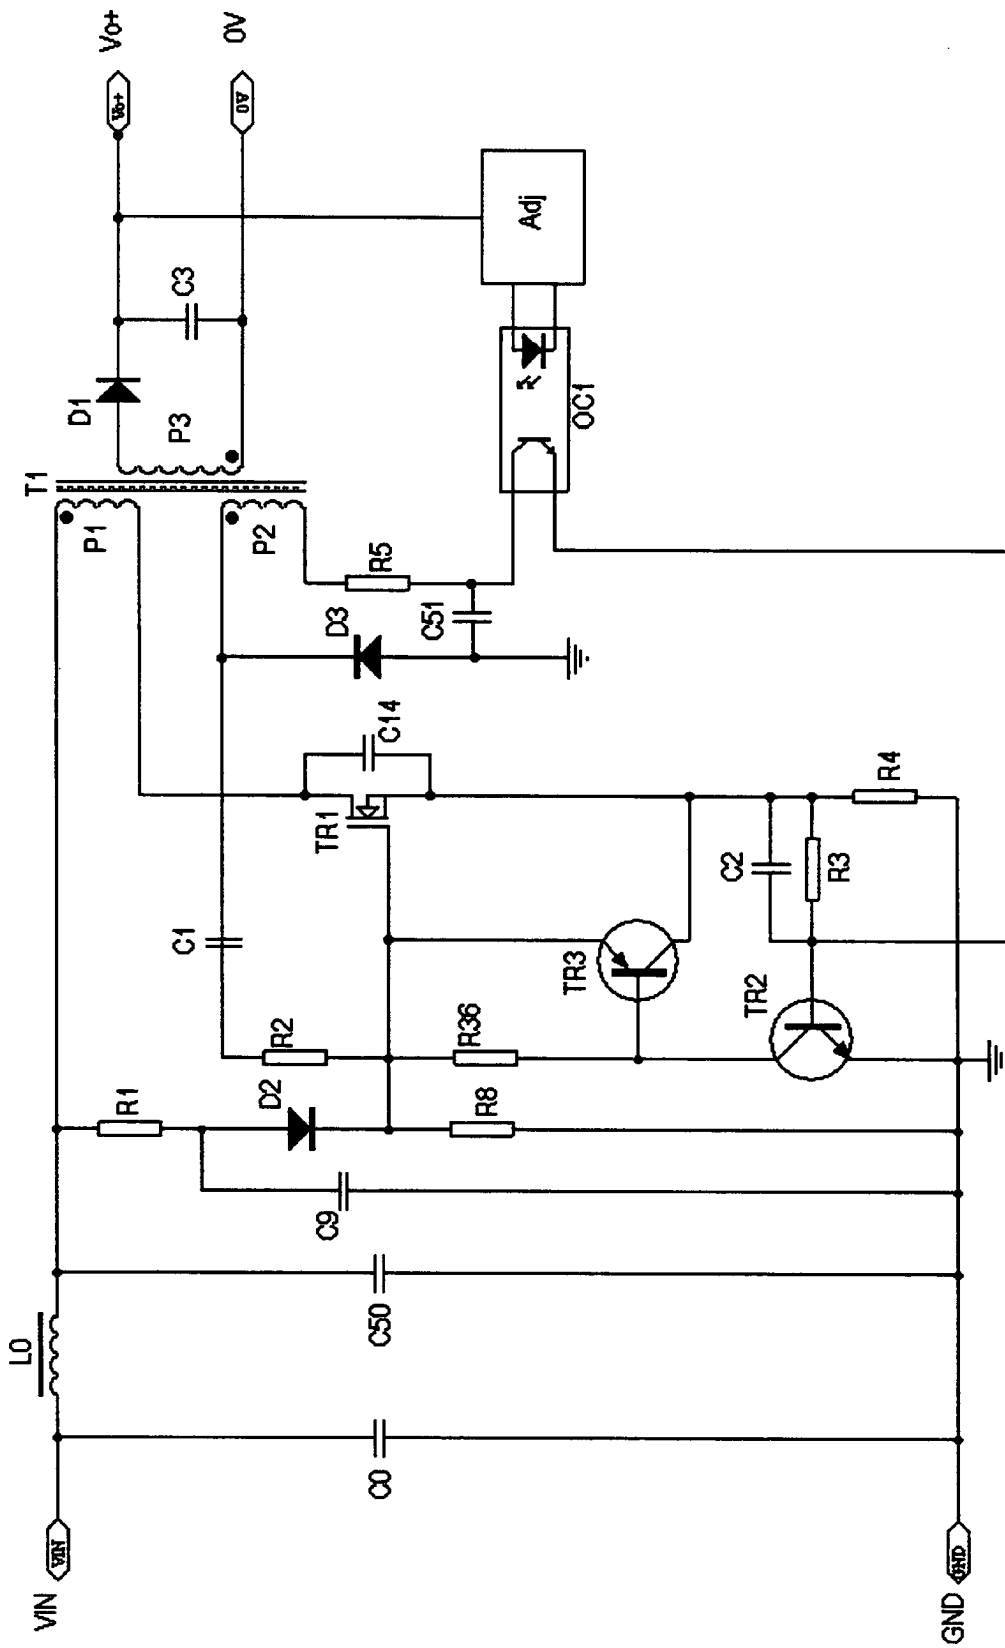 VIN
VIN
L0
C0
C50
C9
R1
D2
R8
R2
C1
R36
TR3
TR2
C2
R3
R4
TR1
C14
D3
C51
R5
P1
P2
T1
P3
D1
C3
OC1
Adj
Vo+
Vo+
0V
0V
GND
GND